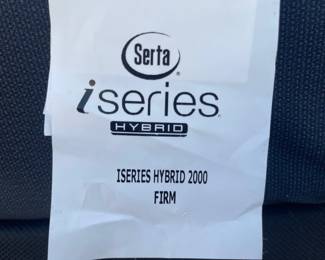 Serta®
iseries®
HYBRID
ISERIES HYBRID 2000
FIRM